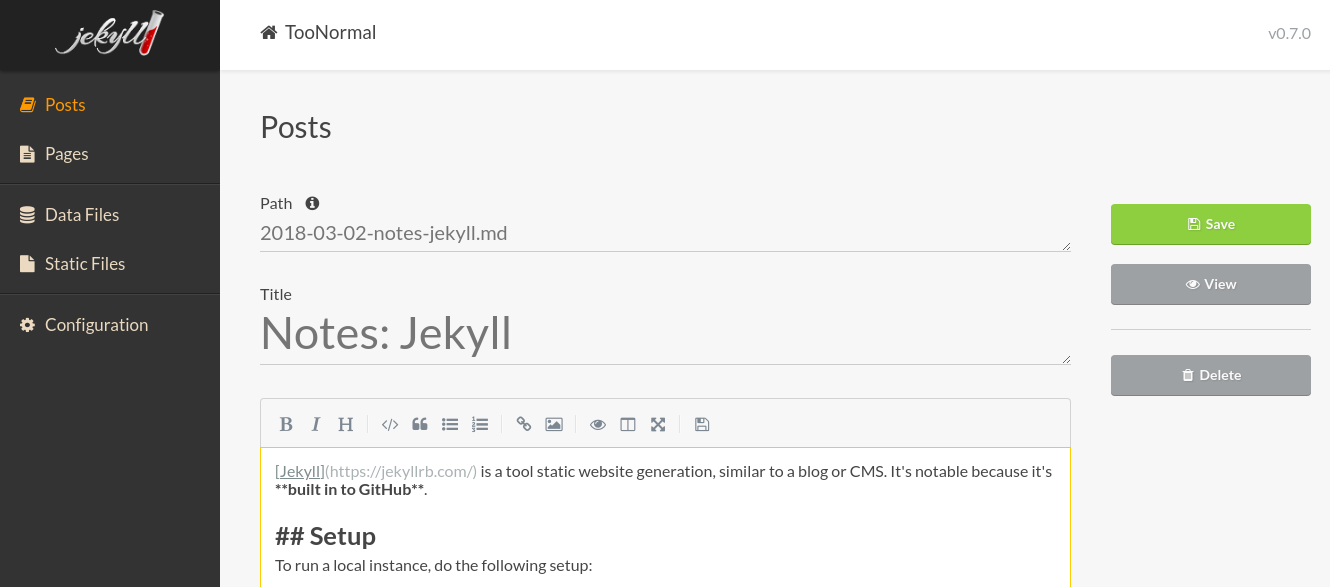 jekyll
TooNormal
v0.7.0
Posts
Pages
Data Files
Static Files
Configuration
Posts
Path
2018-03-02-notes-jekyll.md
Title
Notes: Jekyll
Save
View
Delete
B I H
[Jekyll](https://jekyllrb.com/) is a tool static website generation, similar to a blog or CMS. It's notable because it's
**built in to GitHub**.
## Setup
To run a local instance, do the following setup: